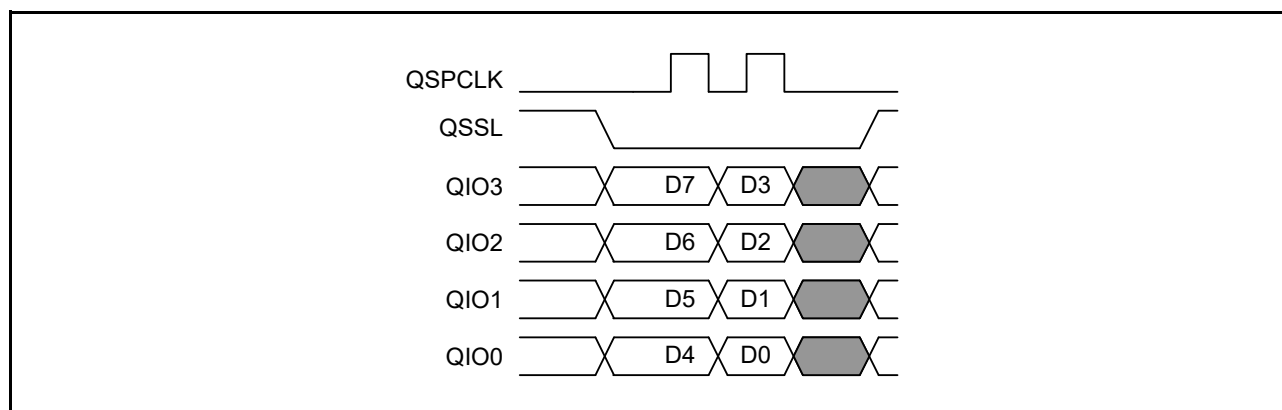 QSPCLK
QSSL
QIO3 D7 D3
QIO2 D6 D2
QIO1 D5 D1
QIO0 D4 D0